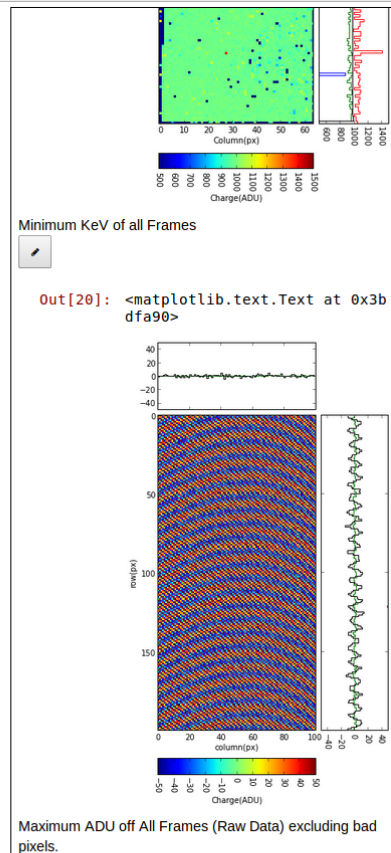 0 10 20 30 40 50 60
Column(px)
600 800 1000 1200 1400
500 600 700 800 900 1000 1100 1200 1300 1400 1500
Charge(ADU)
Minimum KeV of all Frames
Out[20]: <matplotlib.text.Text at 0x3b
dfa90>
40
20
0
−20
−40
0
50
100
150
row(px)
0 20 40 60 80 100
column(px)
−40 −20 0 20 40
−50 −40 −30 −20 −10 0 10 20 30 40 50
Charge(ADU)
Maximum ADU off All Frames (Raw Data) excluding bad
pixels.